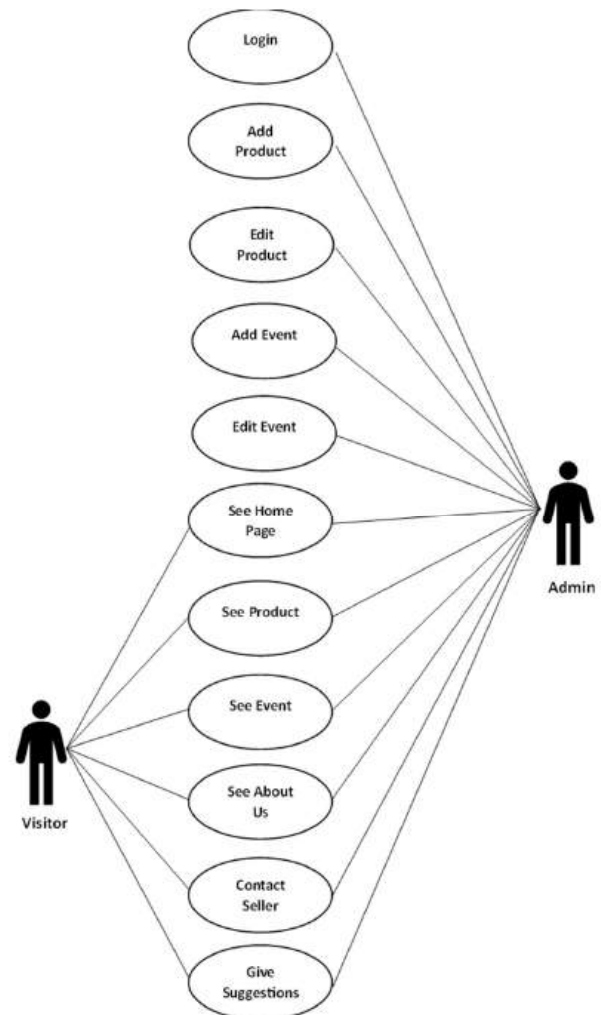 Login
Add
Product
Edit
Product
Add Event
Edit Event
See Home
Page
Admin
See Product
See Event
See About
Us
Visitor
Contact
Seller
Give
Suggestions